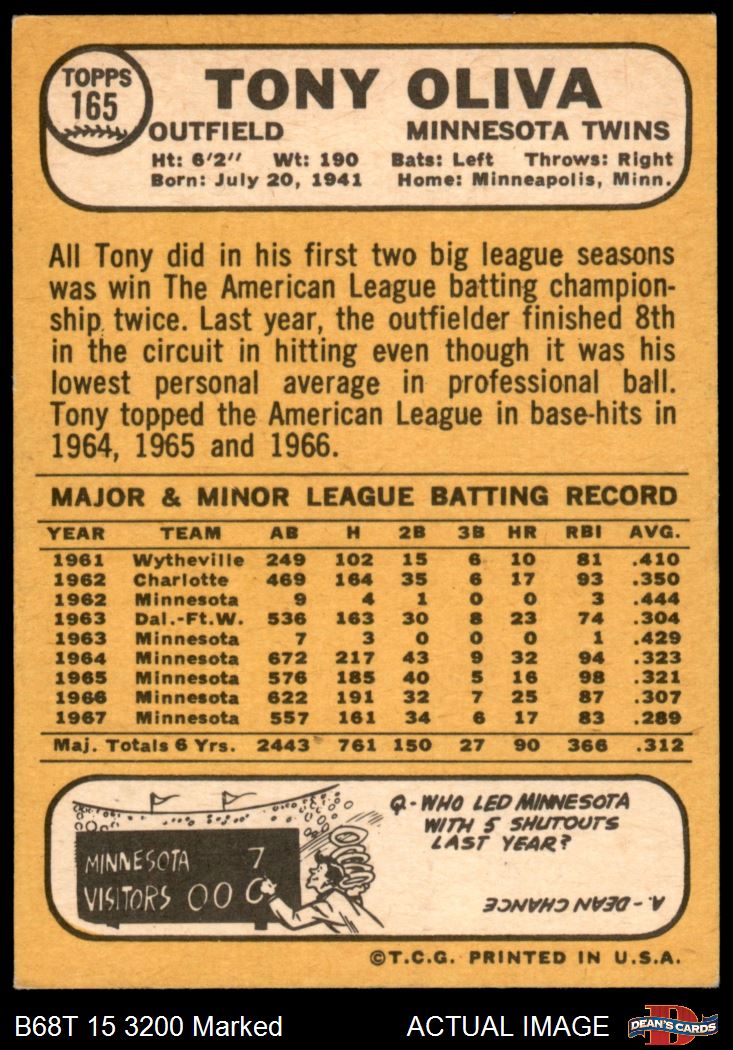 TOPPS
165
TONY OLIVA
OUTFIELD MINNESOTA TWINS
Ht: 6'2" Wt: 190 Bats: Left Throws: Right
Born: July 20, 1941 Home: Minneapolis, Minn.
All Tony did in his first two big league seasons
was win The American League batting champion-
ship twice. Last year, the outfielder finished 8th
in the circuit in hitting even though it was his
lowest personal average in professional ball.
Tony topped the American League in base-hits in
1964, 1965 and 1966.
MAJOR & MINOR LEAGUE BATTING RECORD
YEAR TEAM AB H 2B 3B HR RBI AVG.
1961 Wytheville 249 102 15 6 10 81 .410
1962 Charlotte 469 164 35 6 17 93 .350
1962 Minnesota 9 4 1 0 0 3 .444
1963 Dal.-Ft.W. 536 163 30 8 23 74 .304
1963 Minnesota 7 3 0 0 0 1 .429
1964 Minnesota 672 217 43 9 32 94 .323
1965 Minnesota 576 185 40 5 16 98 .321
1966 Minnesota 622 191 32 7 25 87 .307
1967 Minnesota 557 161 34 6 17 83 .289
Maj. Totals 6 Yrs. 2443 761 150 27 90 366 .312
Q-WHO LED MINNESOTA
WITH 5 SHUTOUTS
LAST YEAR?
A.-DEAN CHANCE
MINNESOTA 7
VISITORS 000
©T.C.G. PRINTED IN U.S.A.
B68T 15 3200 Marked ACTUAL IMAGE
D
DEAN'S CARDS